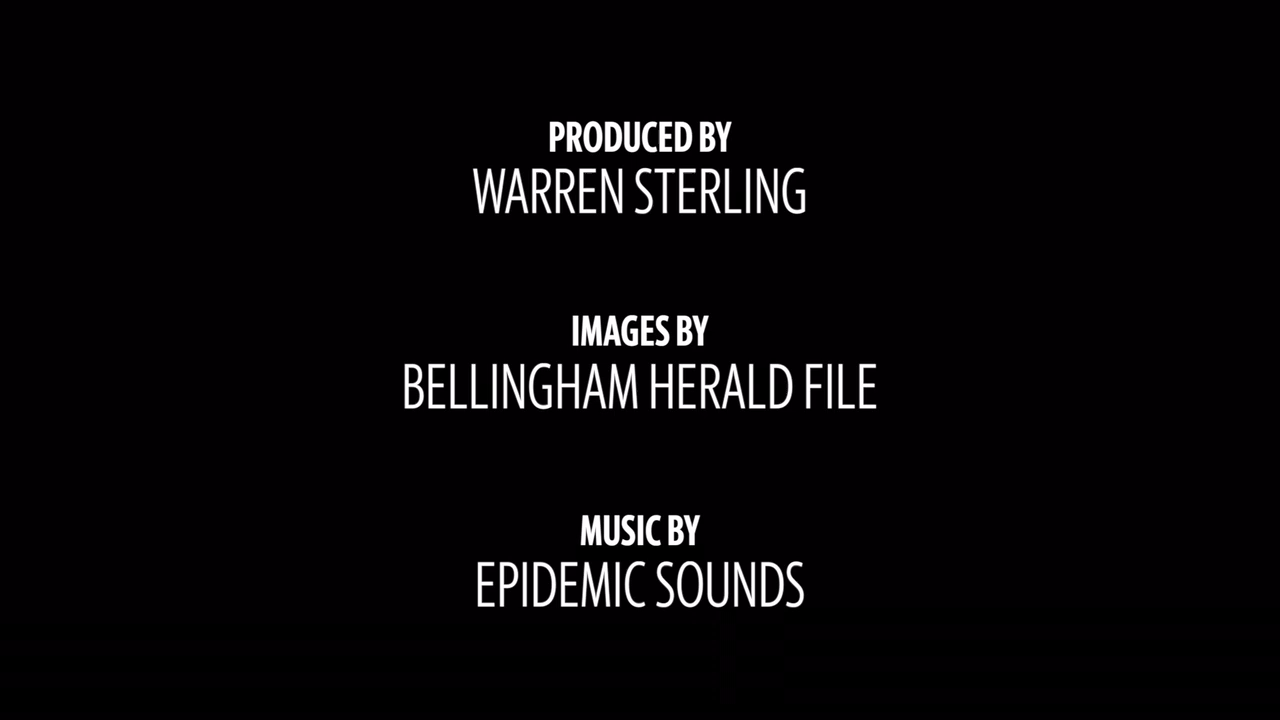 PRODUCED BY
WARREN STERLING
IMAGES BY
BELLINGHAM HERALD FILE
MUSIC BY
EPIDEMIC SOUNDS